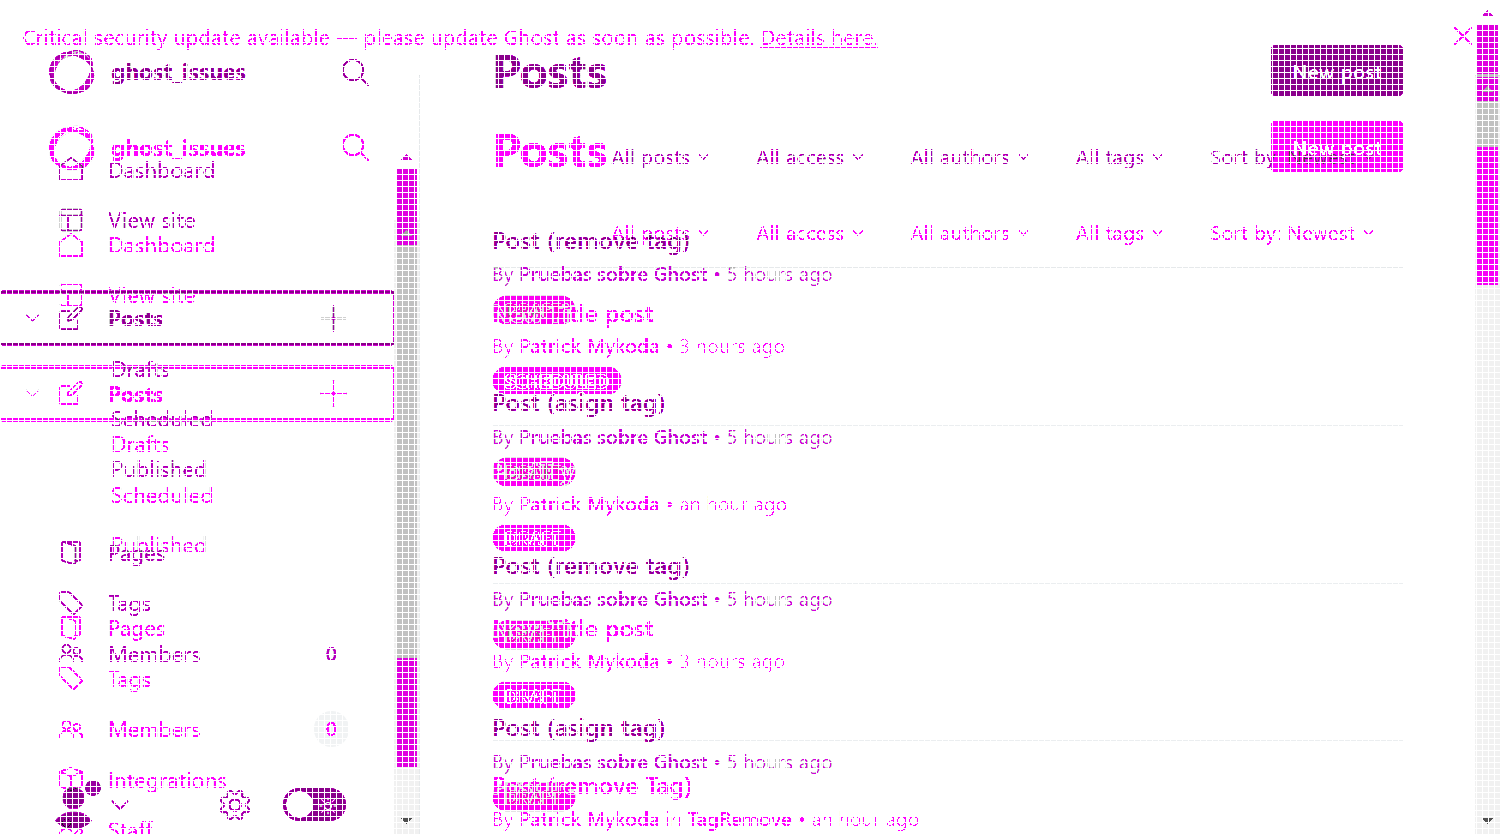 Critical security update available — please update Ghost as soon as possible. Details here.
ghost_issues
Posts
New post
ghost_issues
Posts
All posts
All access
All authors
All tags
Sort by
New post
Dashboard
View site
Dashboard
All posts
All access
All authors
All tags
Sort by: Newest
Post (remove tag)
By Pruebas sobre Ghost • 5 hours ago
View site
Posts
title post
By Patrick Mykoda • 3 hours ago
Drafts
SCHEDULED
Posts
Post (asign tag)
Scheduled
Drafts
By Pruebas sobre Ghost • 5 hours ago
Published
Scheduled
By Patrick Mykoda • an hour ago
DRAFT
Published
Pages
Post (remove tag)
Tags
By Pruebas sobre Ghost • 5 hours ago
Pages
title post
Members 0
By Patrick Mykoda • 3 hours ago
Tags
DRAFT
Members 0
Post (asign tag)
By Pruebas sobre Ghost • 5 hours ago
Integrations
Post (remove Tag)
By Patrick Mykoda in TagRemove • an hour ago
Staff